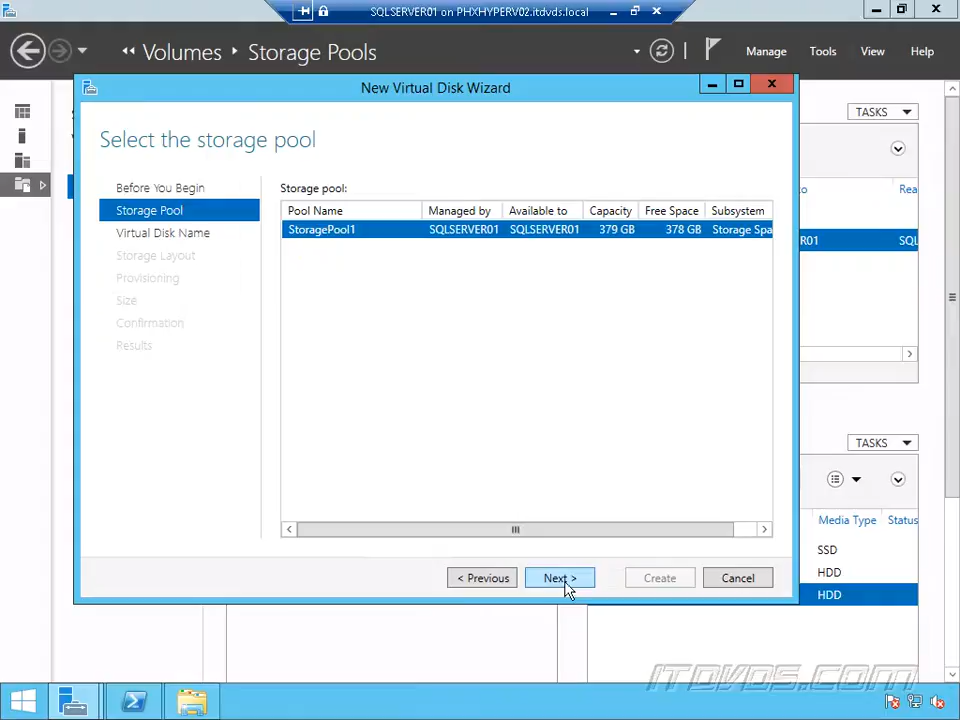 SQLSERVER01 on PHXHYPERV02.itdvds.local
Volumes
Storage Pools
Manage
Tools
View
Help
New Virtual Disk Wizard
TASKS
Select the storage pool
Before You Begin
Storage Pool
Virtual Disk Name
Storage Layout
Provisioning
Size
Confirmation
Results
Storage pool:
Pool Name Managed by Available to Capacity Free Space Subsystem
StoragePool1 SQLSERVER01 SQLSERVER01 379 GB 378 GB Storage Spa
< Previous
Next >
Create
Cancel
Rea
R01 SQL
TASKS
Media Type Status
SSD
HDD
HDD
ITDVDS.COM